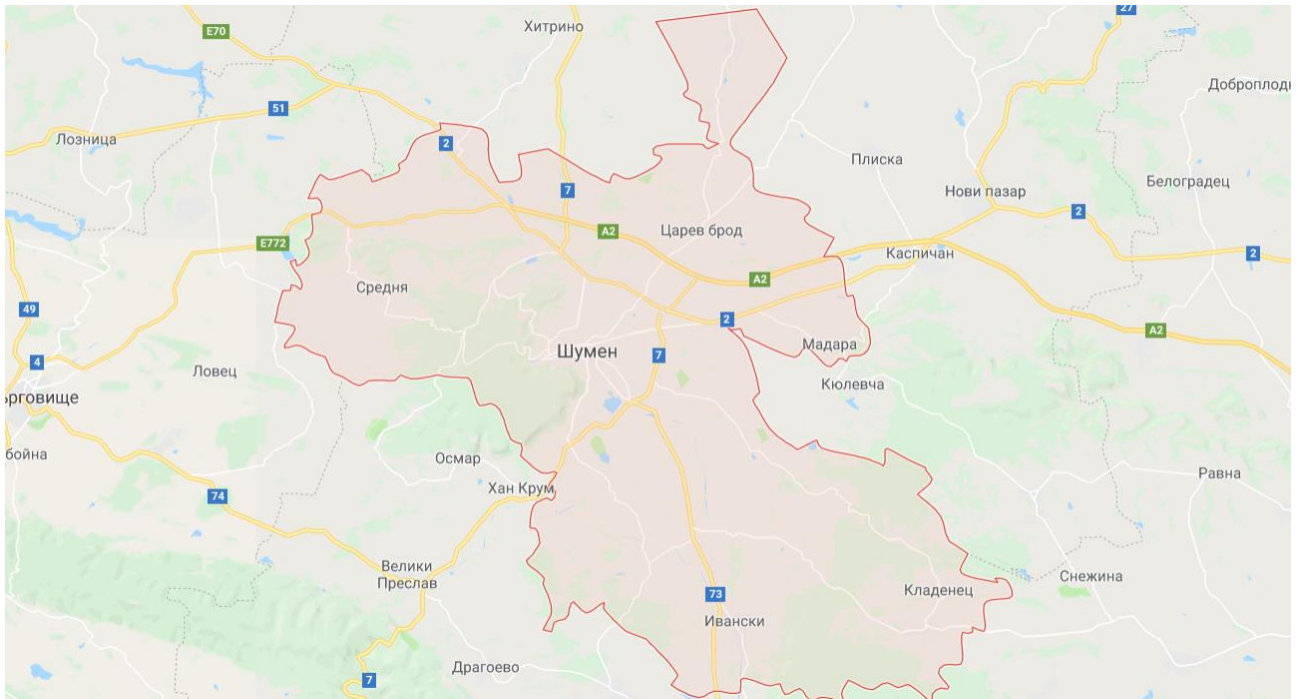 E70
Хитрино
27
51
Доброплодн
Лозница
2
Плиска
7
Нови пазар
Белоградец
2
Царев брод
A2
E772
Каспичан
2
A2
Средня
49
2
A2
Мадара
Шумен
7
4
Ловец
Кюлевча
ърговище
бойна
Осмар
Хан Крум
Равна
74
Велики
Преслав
Снежина
73
Кладенец
Ивански
Драгоево
7